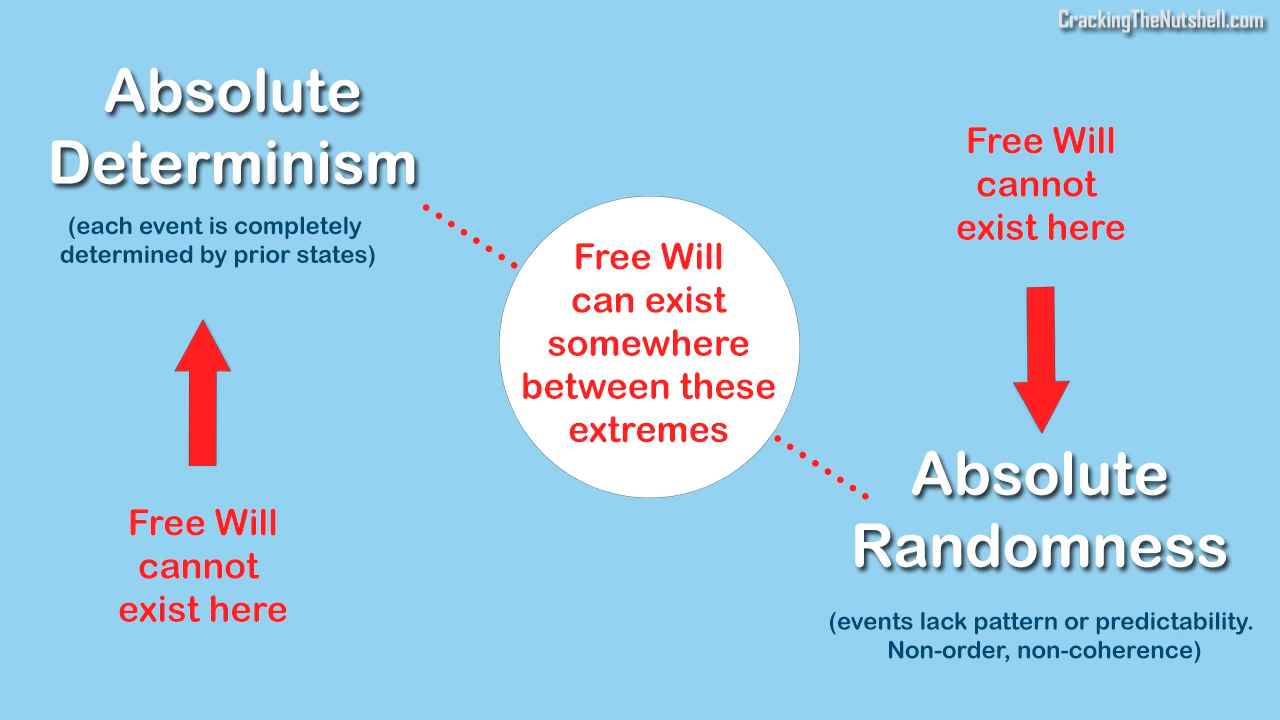 CrackingTheNutshell.com
Absolute
Determinism
(each event is completely
determined by prior states)
Free Will
cannot
exist here
Free Will
can exist
somewhere
between these
extremes
Free Will
cannot
exist here
Absolute
Randomness
(events lack pattern or predictability.
Non-order, non-coherence)